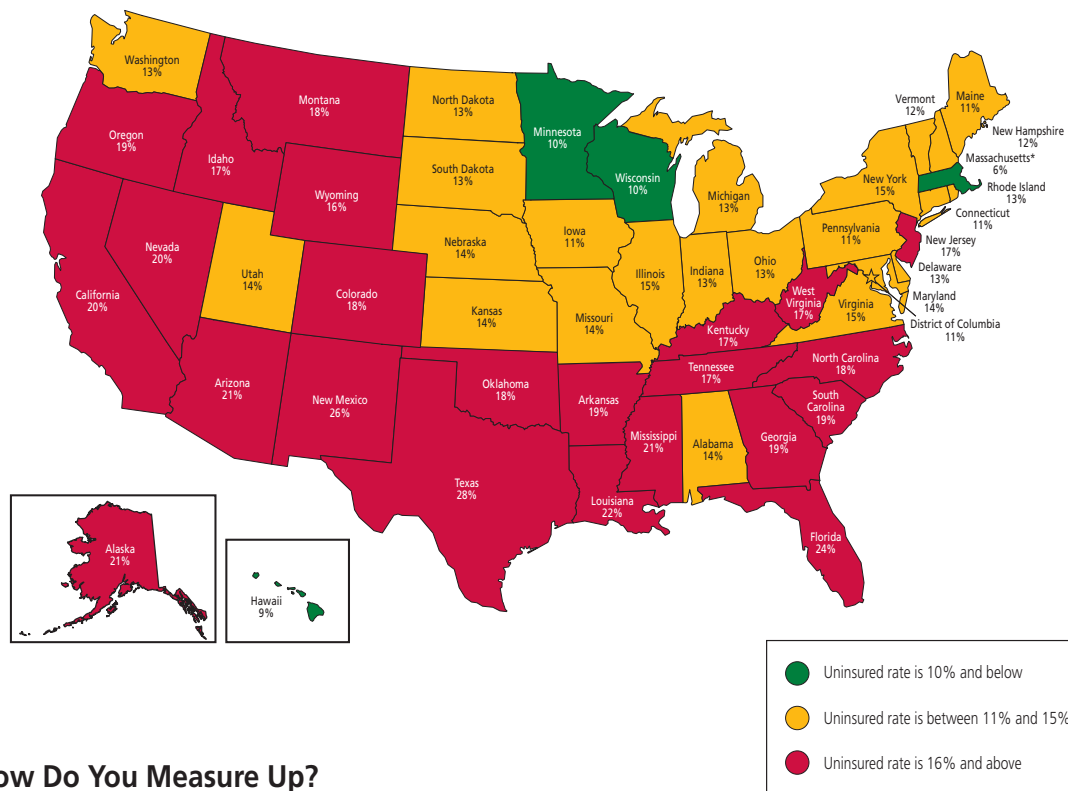 Washington
13%
Oregon
19%
Idaho
17%
Montana
18%
Wyoming
16%
North Dakota
13%
South Dakota
13%
Nebraska
14%
Kansas
14%
Minnesota
10%
Wisconsin
10%
Iowa
11%
Missouri
14%
Illinois
15%
Indiana
13%
Michigan
13%
Ohio
13%
Pennsylvania
11%
New York
15%
Vermont
12%
Maine
11%
New Hampshire
12%
Massachusetts*
6%
Rhode Island
13%
Connecticut
11%
New Jersey
17%
Delaware
13%
Maryland
14%
District of Columbia
11%
West
Virginia
17%
Virginia
15%
Kentucky
17%
Tennessee
17%
North Carolina
18%
South
Carolina
19%
Georgia
19%
Alabama
14%
Mississippi
21%
Louisiana
22%
Arkansas
19%
Oklahoma
18%
Texas
28%
Florida
24%
New Mexico
26%
Arizona
21%
Colorado
18%
Utah
14%
Nevada
20%
California
20%
Alaska
21%
Hawaii
9%
Uninsured rate is 10% and below
Uninsured rate is between 11% and 15%
Uninsured rate is 16% and above
ow Do You Measure Up?